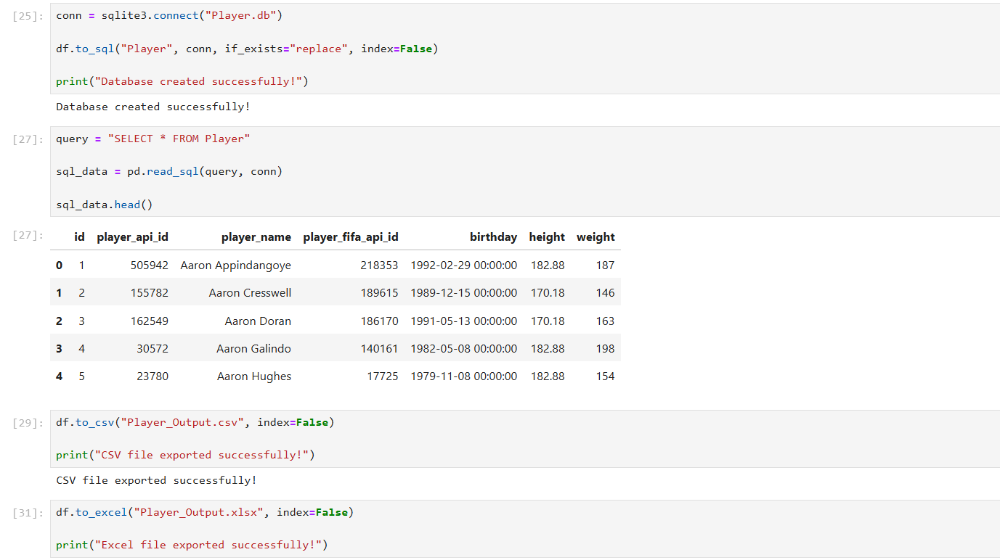 [25]: conn = sqlite3.connect("Player.db")
df.to_sql("Player", conn, if_exists="replace", index=False)
print("Database created successfully!")
Database created successfully!
[27]: query = "SELECT * FROM Player"
sql_data = pd.read_sql(query, conn)
sql_data.head()
[27]: id player_api_id player_name player_fifa_api_id birthday height weight
0 1 505942 Aaron Appindangoye 218353 1992-02-29 00:00:00 182.88 187
1 2 155782 Aaron Cresswell 189615 1989-12-15 00:00:00 170.18 146
2 3 162549 Aaron Doran 186170 1991-05-13 00:00:00 170.18 163
3 4 30572 Aaron Galindo 140161 1982-05-08 00:00:00 182.88 198
4 5 23780 Aaron Hughes 17725 1979-11-08 00:00:00 182.88 154
[29]: df.to_csv("Player_Output.csv", index=False)
print("CSV file exported successfully!")
CSV file exported successfully!
[31]: df.to_excel("Player_Output.xlsx", index=False)
print("Excel file exported successfully!")